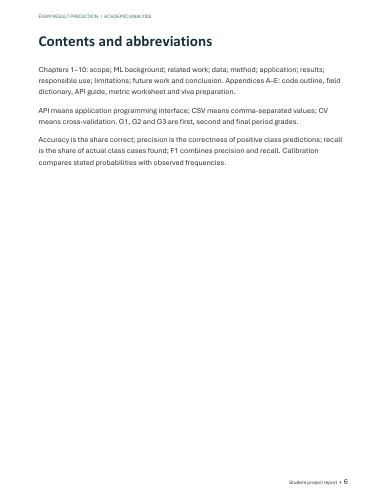 EXAM RESULT PREDICTION | ACADEMIC ANALYSIS
Contents and abbreviations
Chapters 1–10: scope; ML background; related work; data; method; application; results;
responsible use; limitations; future work and conclusion. Appendices A–E: code outline, field
dictionary, API guide, metric worksheet and viva preparation.
API means application programming interface; CSV means comma-separated values; CV
means cross-validation. G1, G2 and G3 are first, second and final period grades.
Accuracy is the share correct; precision is the correctness of positive class predictions; recall
is the share of actual class cases found; F1 combines precision and recall. Calibration
compares stated probabilities with observed frequencies.
Student project report • 6